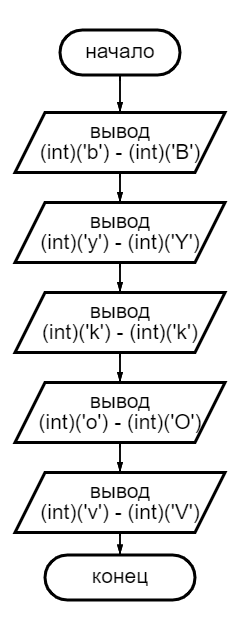 начало
вывод
(int)('b') - (int)('B')
вывод
(int)('y') - (int)('Y')
вывод
(int)('k') - (int)('k')
вывод
(int)('o') - (int)('O')
вывод
(int)('v') - (int)('V')
конец